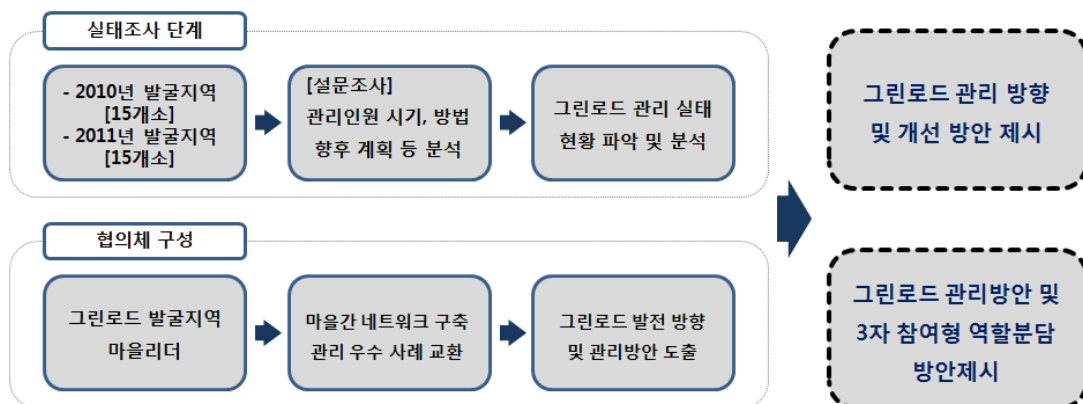 실태조사 단계
- 2010년 발굴지역
[15개소]
- 2011년 발굴지역
[15개소]
[설문조사]
관리인원 시기, 방법
향후 계획 등 분석
그린로드 관리 실태
현황 파악 및 분석
그린로드 관리 방향
및 개선 방안 제시
협의체 구성
그린로드 발굴지역
마을리더
마을간 네트워크 구축
관리 우수 사례 교환
그린로드 발전 방향
및 관리방안 도출
그린로드 관리방안 및
3자 참여형 역할분담
방안제시